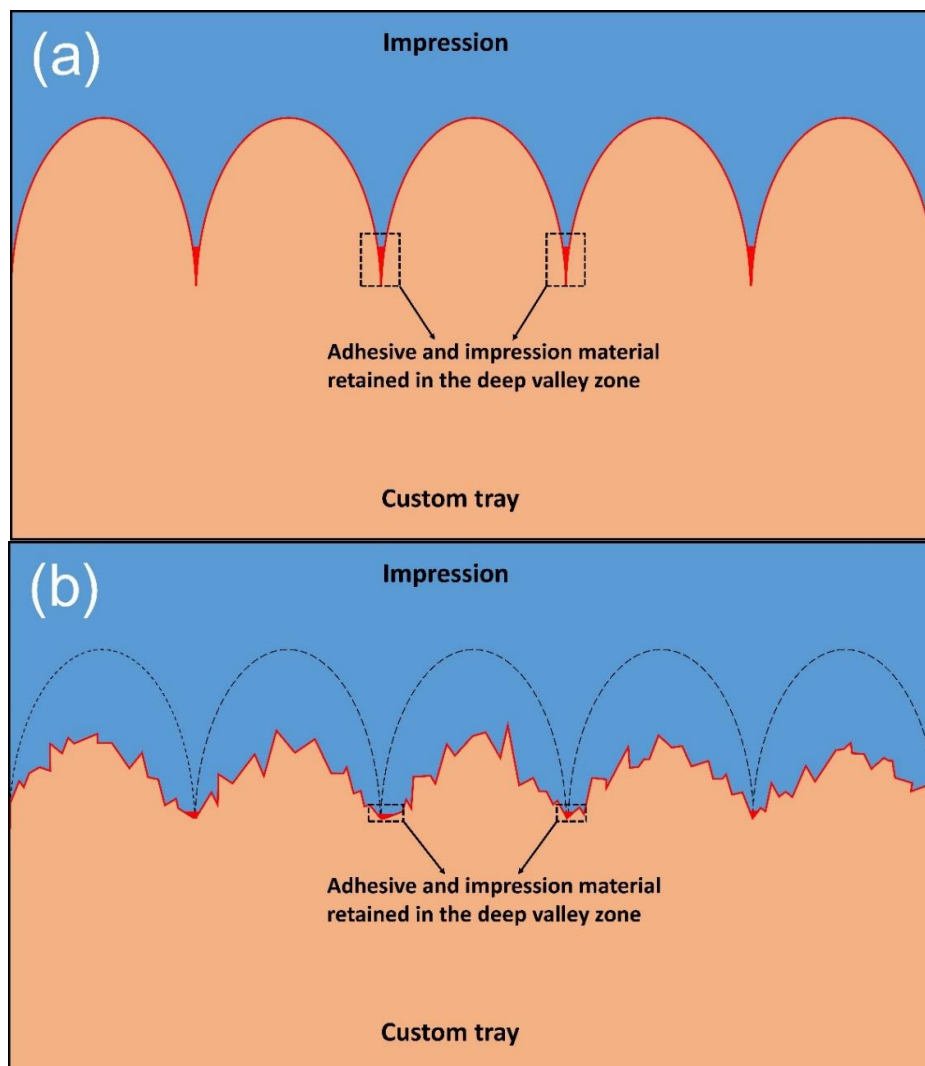 (a)
Impression
Adhesive and impression material
retained in the deep valley zone
Custom tray
(b)
Impression
Adhesive and impression material
retained in the deep valley zone
Custom tray